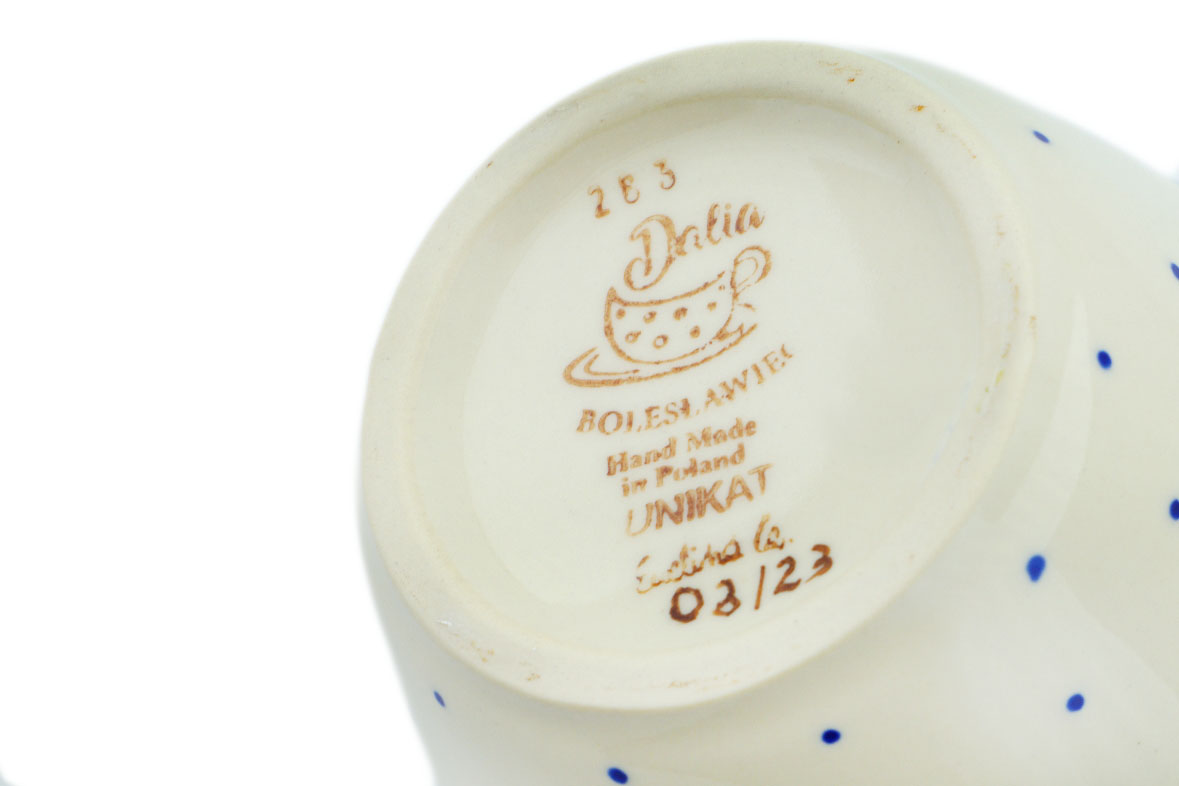 283
Dalia
BOLESŁAWIEC
Hand Made
in Poland
UNIKAT
03/23